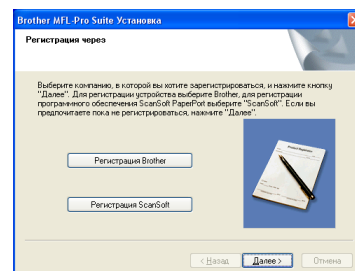 Brother MFL-Pro Suite Установка
Регистрация через
Выберите компанию, в которой вы хотите зарегистрироваться, и нажмите кнопку
"Далее". Для регистрации устройства выберите Brother, для регистрации
программного обеспечения ScanSoft PaperPort выберите "ScanSoft". Если вы
предпочитаете пока не регистрироваться, нажмите "Далее".
Регистрация Brother
Регистрация ScanSoft
< Назад
Далее >
Отмена